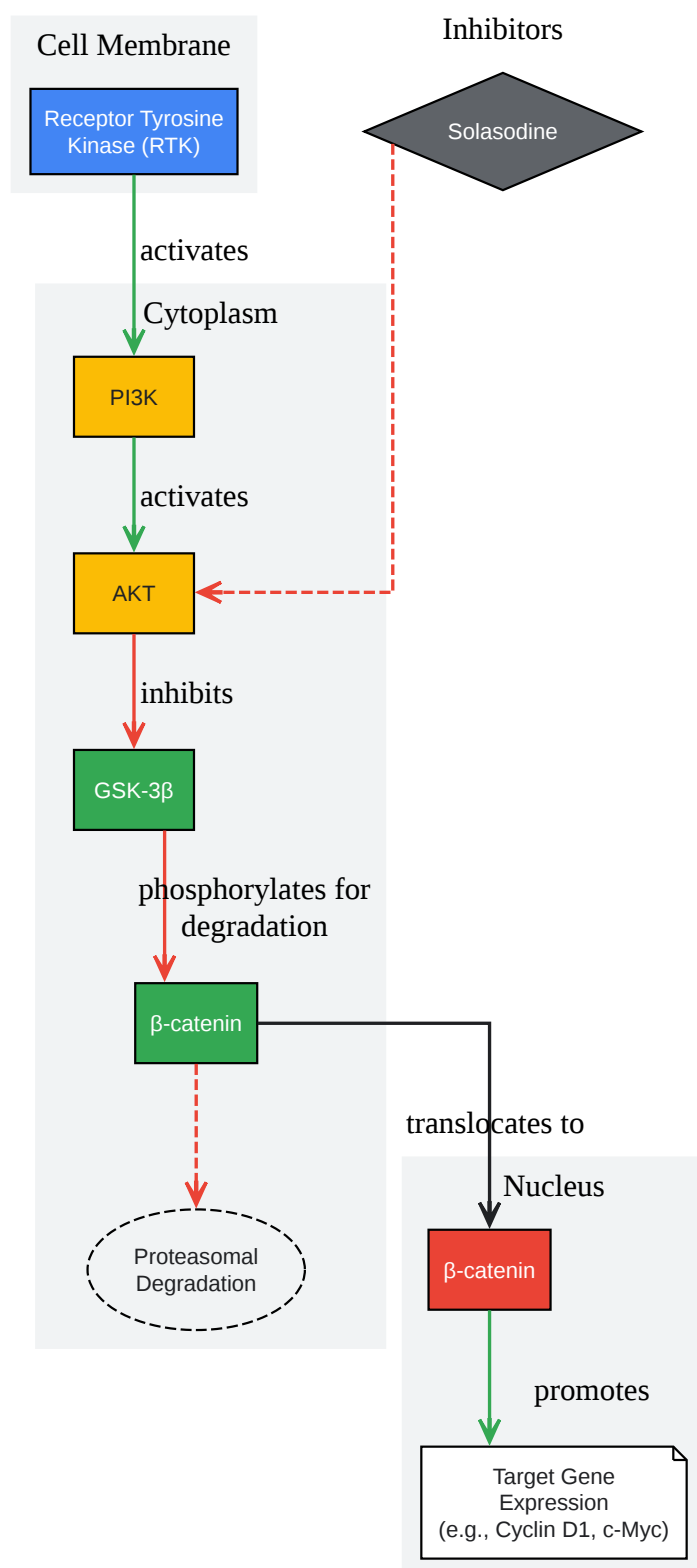 Cell Membrane
Inhibitors
Receptor Tyrosine
Kinase (RTK)
Solasodine
activates
Cytoplasm
PI3K
activates
AKT
inhibits
GSK-3β
phosphorylates for
degradation
β-catenin
translocates to
Nucleus
Proteasomal
Degradation
β-catenin
promotes
Target Gene
Expression
(e.g., Cyclin D1, c-Myc)